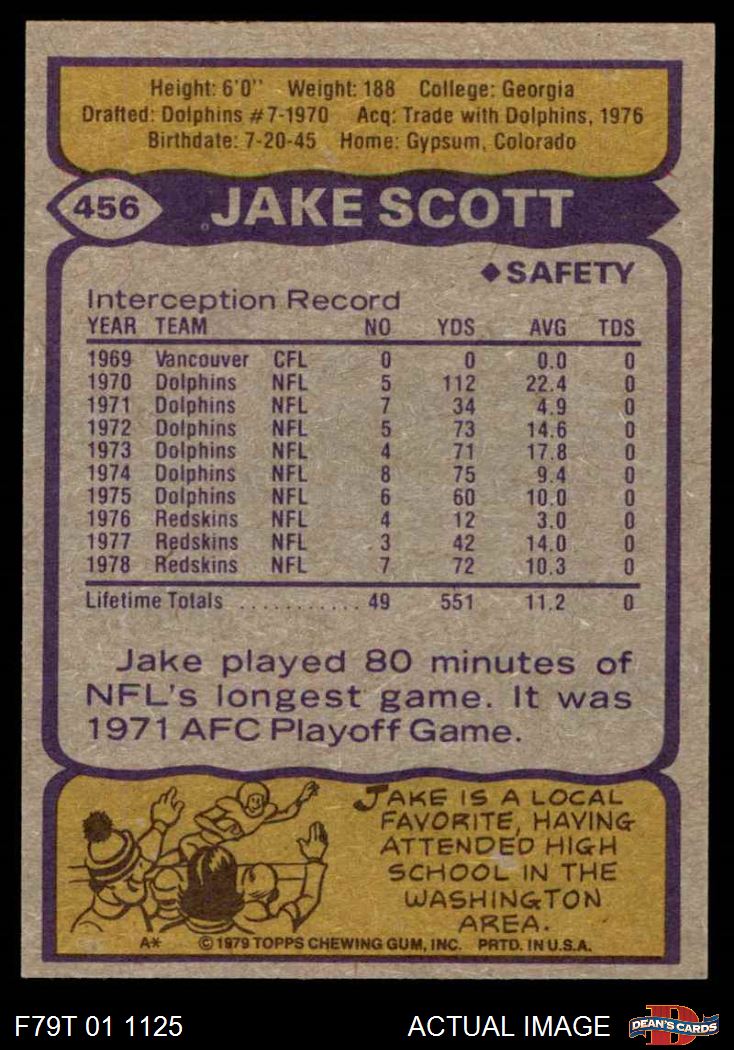 Height: 6'0" Weight: 188 College: Georgia
Drafted: Dolphins #7-1970 Acq: Trade with Dolphins, 1976
Birthdate: 7-20-45 Home: Gypsum, Colorado
456 JAKE SCOTT
◆ SAFETY
Interception Record
YEAR TEAM NO YDS AVG TDS
1969 Vancouver CFL 0 0 0.0 0
1970 Dolphins NFL 5 112 22.4 0
1971 Dolphins NFL 7 34 4.9 0
1972 Dolphins NFL 5 73 14.6 0
1973 Dolphins NFL 4 71 17.8 0
1974 Dolphins NFL 8 75 9.4 0
1975 Dolphins NFL 6 60 10.0 0
1976 Redskins NFL 4 12 3.0 0
1977 Redskins NFL 3 42 14.0 0
1978 Redskins NFL 7 72 10.3 0
Lifetime Totals ........... 49 551 11.2 0
Jake played 80 minutes of
NFL's longest game. It was
1971 AFC Playoff Game.
JAKE IS A LOCAL
FAVORITE, HAVING
ATTENDED HIGH
SCHOOL IN THE
WASHINGTON
AREA.
A* © 1979 TOPPS CHEWING GUM, INC. PRTD. IN U.S.A.
F79T 01 1125 ACTUAL IMAGE D DEAN'S CARDS